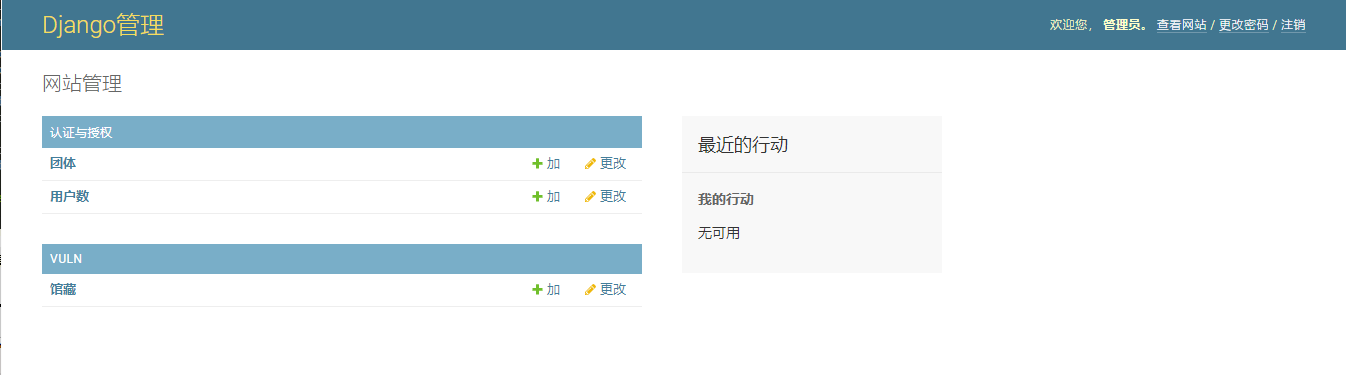 Django管理
欢迎您， 管理员。 查看网站 / 更改密码 / 注销
网站管理
认证与授权
团体 加 更改
用户数 加 更改
VULN
馆藏 加 更改
最近的行动
我的行动
无可用